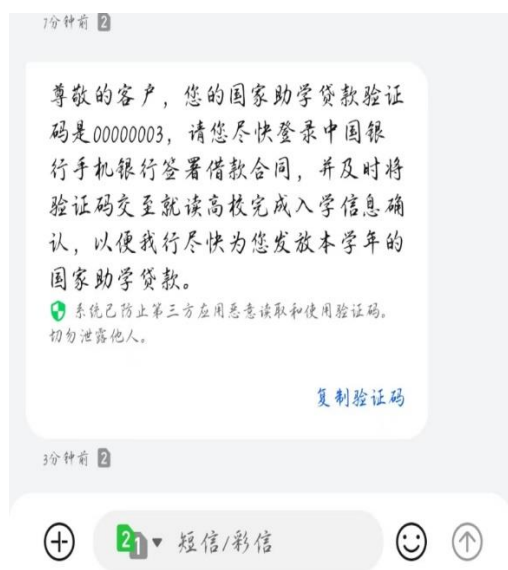 7分钟前 2
尊敬的客户，您的国家助学贷款验证
码是00000003，请您尽快登录中国银
行手机银行签署借款合同，并及时将
验证码交至就读高校完成入学信息确
认，以便我行尽快为您发放本学年的
国家助学贷款。
系统已防止第三方应用恶意读取和使用验证码。
切勿泄露他人。
复制验证码
3分钟前 2
21 短信/彩信